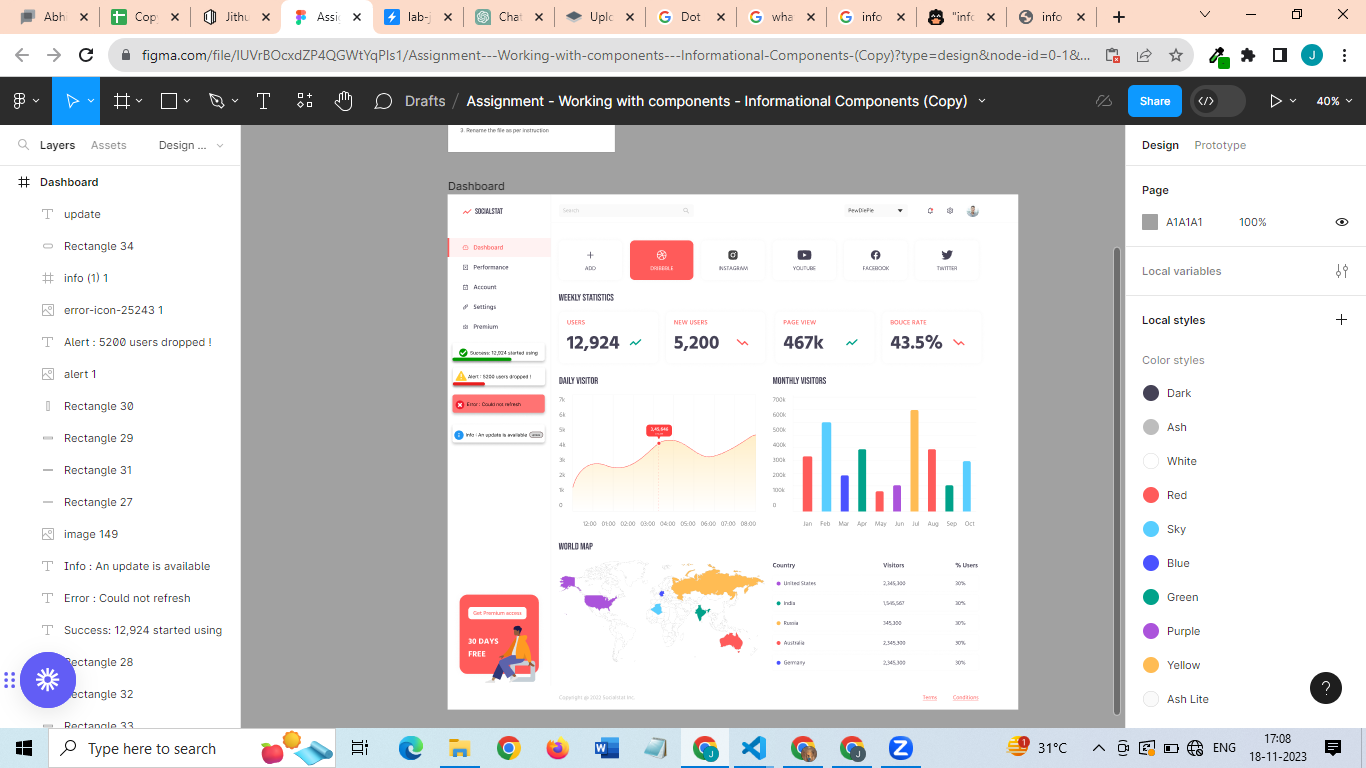 Abhi
Cop
Jithu
Assi
lab-j
Chat
Uplo
Dot
wha
info
"info
info
figma.com/file/IUVrBOcxdZP4QGWtYqPIs1/Assignment---Working-with-components---Informational-Components-(Copy)?type=design&node-id=0-1&...
J
Drafts / Assignment - Working with components - Informational Components (Copy)
Share
40%
Layers
Assets
Design ...
Dashboard
update
Rectangle 34
info (1) 1
error-icon-25243 1
Alert : 5200 users dropped !
alert 1
Rectangle 30
Rectangle 29
Rectangle 31
Rectangle 27
image 149
Info : An update is available
Error : Could not refresh
Success: 12,924 started using
Rectangle 28
Rectangle 32
Rectangle 33
3. Rename the file as per instruction
Dashboard
SOCIALSTAT
Search
PewDiePie
Dashboard
Performance
Account
Settings
Premium
Success: 12,924 started using
Alert : 5200 users dropped !
Error : Could not refresh
Info : An update is available
Get Premium access
30 DAYS
FREE
ADD
DRIBBBLE
INSTAGRAM
YOUTUBE
FACEBOOK
TWITTER
WEEKLY STATISTICS
USERS
12,924
NEW USERS
5,200
PAGE VIEW
467k
BOUCE RATE
43.5%
DAILY VISITOR
7k
6k
5k
4k
3k
2k
1k
0
3,45,646
12:00 01:00 02:00 03:00 04:00 05:00 06:00 07:00 08:00
MONTHLY VISITORS
700k
600k
500k
400k
300k
200k
100k
0
Jan Feb Mar Apr May Jun Jul Aug Sep Oct
WORLD MAP
Country Visitors % Users
United States 2,345,300 30%
India 1,545,567 30%
Russia 345,300 30%
Australia 2,345,300 30%
Germany 2,345,300 30%
Copyright @ 2022 Socialstat Inc.
Terms
Conditions
Design
Prototype
Page
A1A1A1
100%
Local variables
Local styles
Color styles
Dark
Ash
White
Red
Sky
Blue
Green
Purple
Yellow
Ash Lite
?
Type here to search
1
31°C
ENG
17:08
18-11-2023